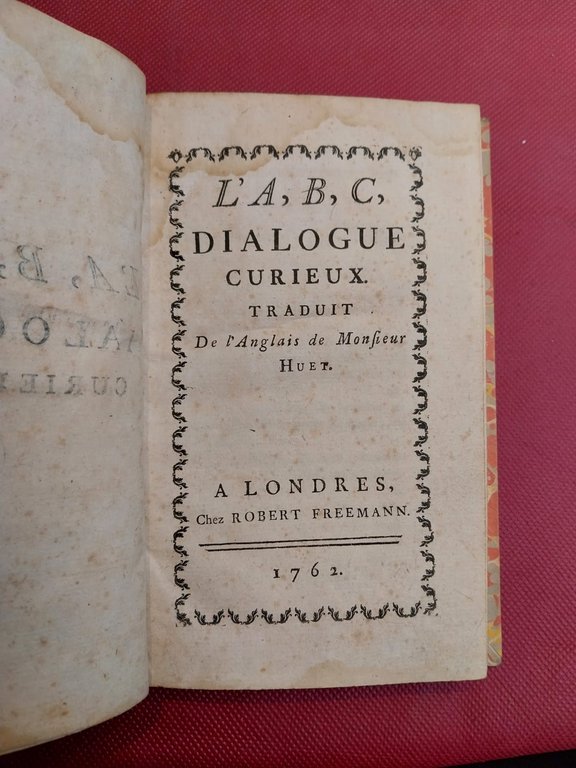 L'A, B, C,
DIALOGUE
CURIEUX.
TRADUIT
De l'Anglais de Monſieur
HUET.
A LONDRES,
Chez ROBERT FREEMANN.
1762.